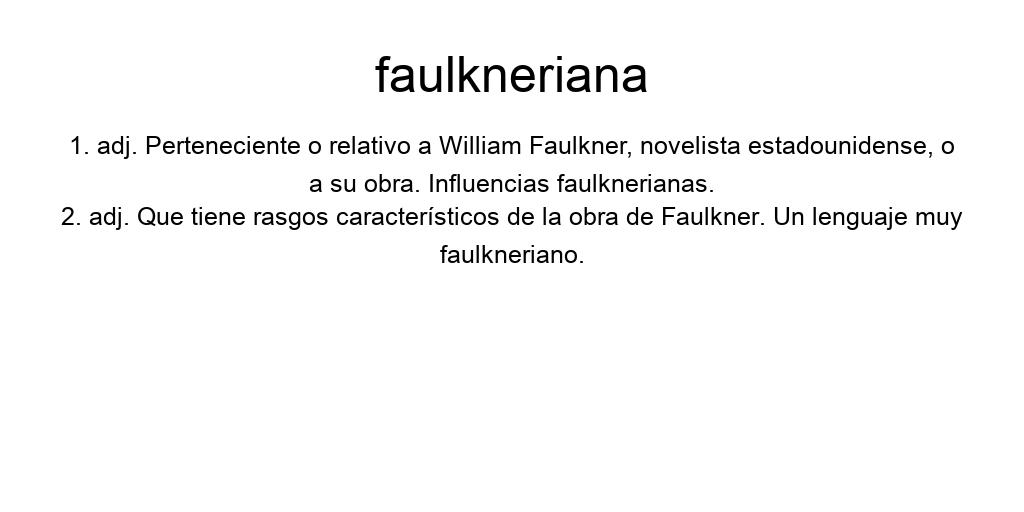 faulkneriana
1. adj. Perteneciente o relativo a William Faulkner, novelista estadounidense, o
a su obra. Influencias faulknerianas.
2. adj. Que tiene rasgos característicos de la obra de Faulkner. Un lenguaje muy
faulkneriano.